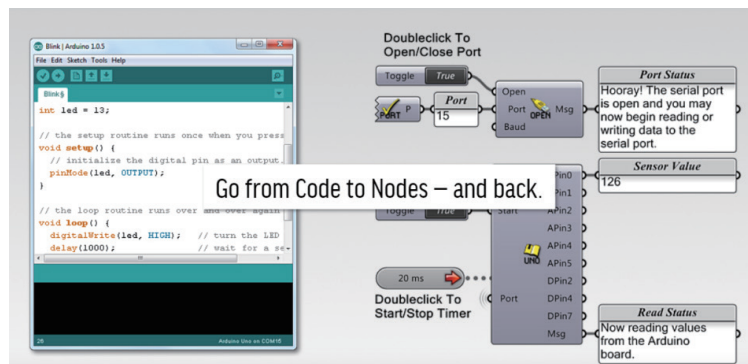 Blink | Arduino 1.0.5
File Edit Sketch Tools Help
Blink §
int led = 13;
// the setup routine runs once when you press
void setup() {
// initialize the digital pin as an output.
pinMode(led, OUTPUT);
}
// the loop routine runs over and over again
void loop() {
digitalWrite(led, HIGH); // turn the LED
delay(1000); // wait for a se
26
Arduino Uno on COM16
Go from Code to Nodes – and back.
Doubleclick To
Open/Close Port
Toggle True
PORT P
Port
15
Open
Port
Baud
OPEN
Msg
Port Status
Hooray! The serial port
is open and you may
now begin reading or
writing data to the
serial port.
Sensor Value
126
Toggle True
Start
Port
UNO
APin0
APin1
APin2
APin3
APin4
APin5
DPin2
DPin4
DPin7
Msg
20 ms
Doubleclick To
Start/Stop Timer
Read Status
Now reading values
from the Arduino
board.